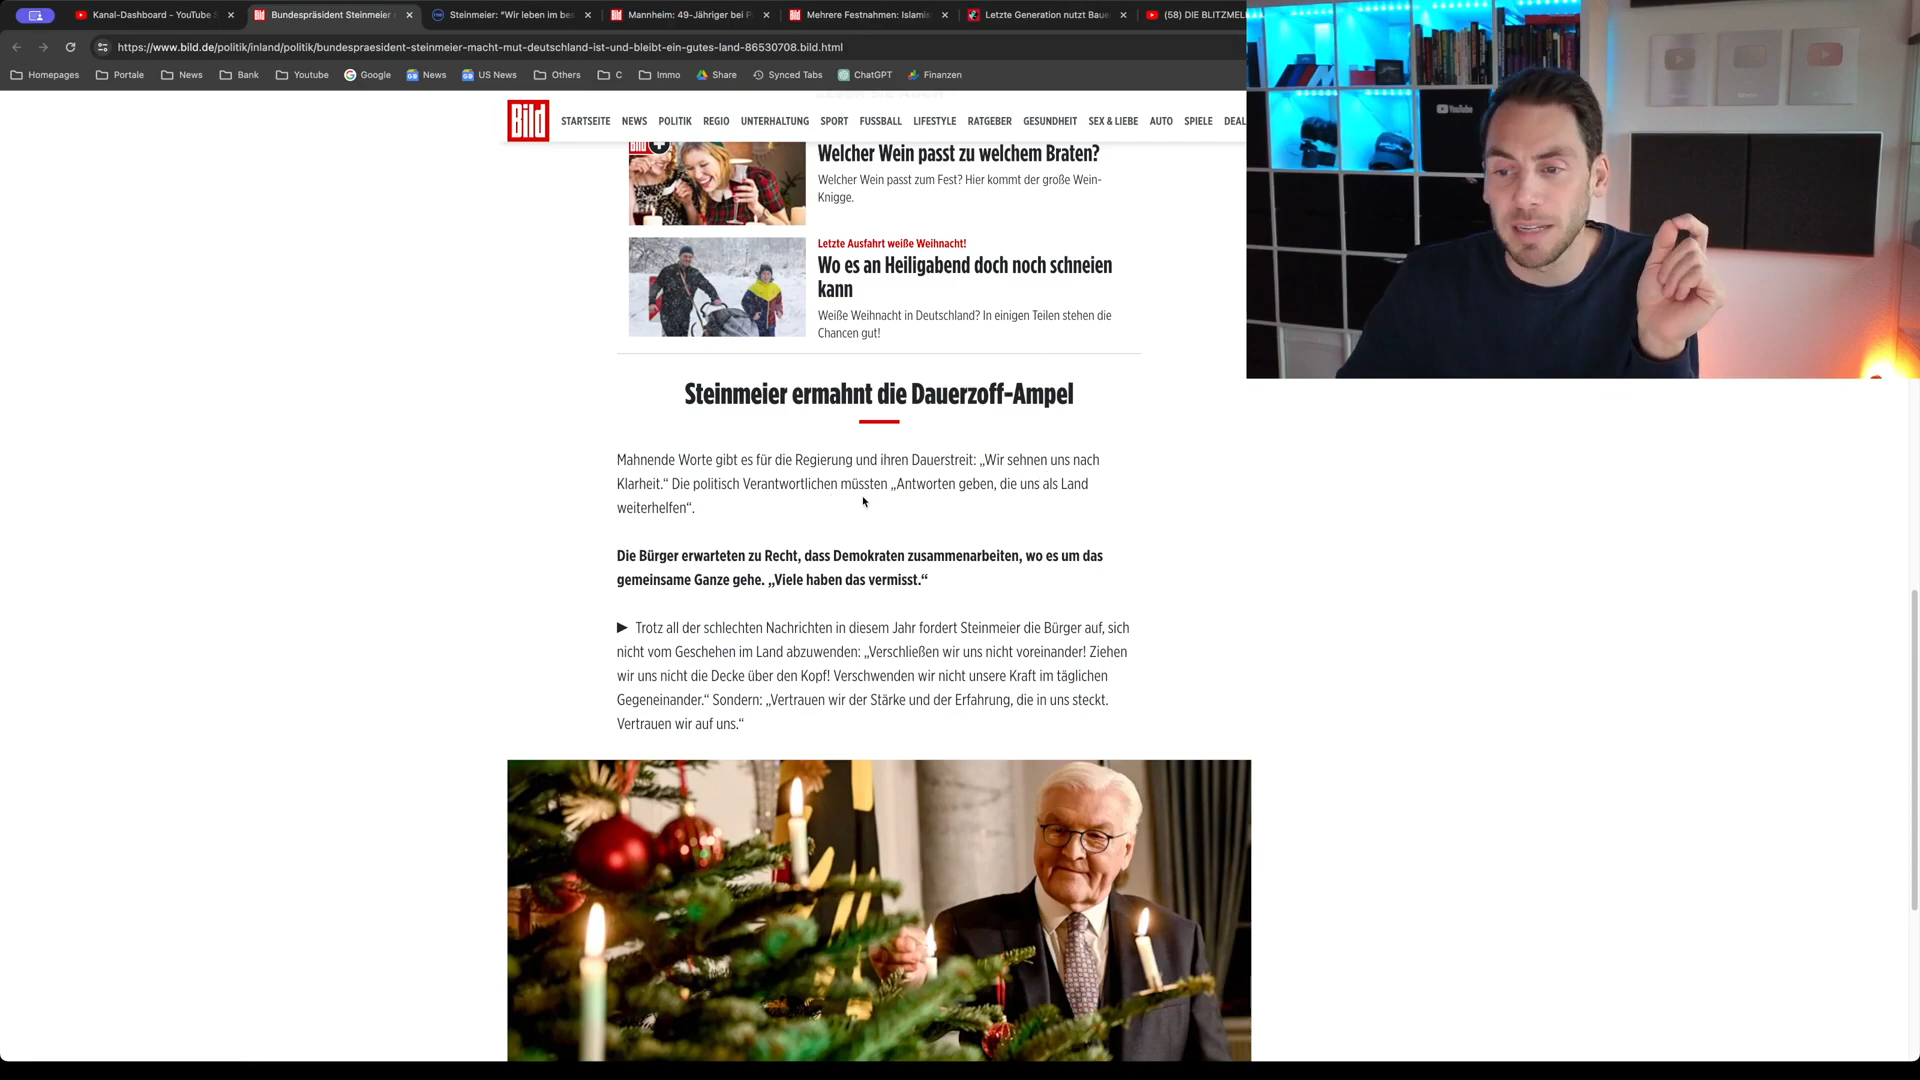 Kanal-Dashboard – YouTube
Bundespräsident Steinmeier
Steinmeier: "Wir leben im bes
Mannheim: 49-Jähriger bei P
Mehrere Festnahmen: Islamis
Letzte Generation nutzt Baue
(58) DIE BLITZMEL
https://www.bild.de/politik/inland/politik/bundespraesident-steinmeier-macht-mut-deutschland-ist-und-bleibt-ein-gutes-land-86530708.bild.html
Homepages
Portale
News
Bank
Youtube
Google
News
US News
Others
C
Immo
Share
Synced Tabs
ChatGPT
Finanzen
Bild
STARTSEITE NEWS POLITIK REGIO UNTERHALTUNG SPORT FUSSBALL LIFESTYLE RATGEBER GESUNDHEIT SEX & LIEBE AUTO SPIELE DEAL
YouTube
Welcher Wein passt zu welchem Braten?
Welcher Wein passt zum Fest? Hier kommt der große Wein-
Knigge.
Letzte Ausfahrt weiße Weihnacht!
Wo es an Heiligabend doch noch schneien
kann
Weiße Weihnacht in Deutschland? In einigen Teilen stehen die
Chancen gut!
Steinmeier ermahnt die Dauerzoff-Ampel
Mahnende Worte gibt es für die Regierung und ihren Dauerstreit: „Wir sehnen uns nach
Klarheit.“ Die politisch Verantwortlichen müssten „Antworten geben, die uns als Land
weiterhelfen“.
Die Bürger erwarteten zu Recht, dass Demokraten zusammenarbeiten, wo es um das
gemeinsame Ganze gehe. „Viele haben das vermisst.“
► Trotz all der schlechten Nachrichten in diesem Jahr fordert Steinmeier die Bürger auf, sich
nicht vom Geschehen im Land abzuwenden: „Verschließen wir uns nicht voreinander! Ziehen
wir uns nicht die Decke über den Kopf! Verschwenden wir nicht unsere Kraft im täglichen
Gegeneinander.“ Sondern: „Vertrauen wir der Stärke und der Erfahrung, die in uns steckt.
Vertrauen wir auf uns.“